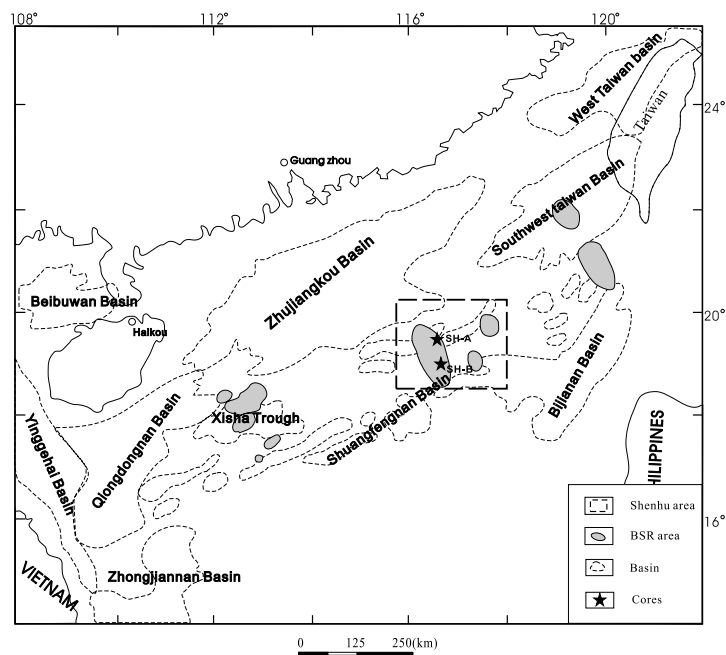 108°
112°
116°
120°
West Taiwan basin
Taiwan
24°
Guang zhou
Southwest taiwan Basin
Zhujiangkou Basin
Beibuwan Basin
20°
Haikou
SH-A
SH-B
Bijianan Basin
Xisha Trough
Shuangfengnan Basin
Qiongdongnan Basin
Yinggehai Basin
HILIPPINES
16°
Zhongjiannan Basin
VIETNAM
Shenhu area
BSR area
Basin
Cores
0 125 250(km)